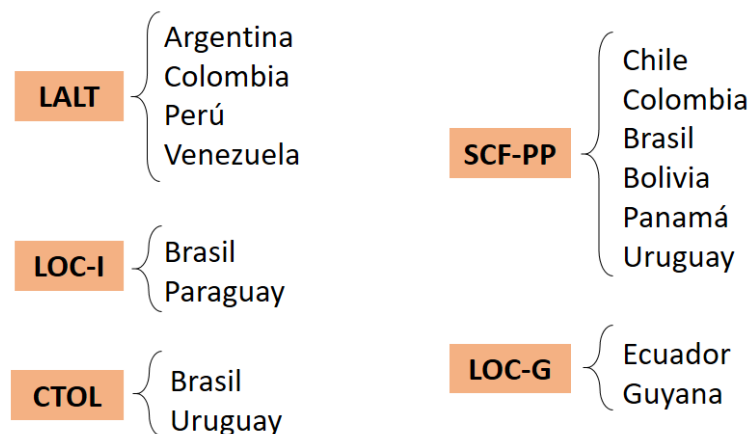 LALT
Argentina
Colombia
Perú
Venezuela
LOC-I
Brasil
Paraguay
CTOL
Brasil
Uruguay
SCF-PP
Chile
Colombia
Brasil
Bolivia
Panamá
Uruguay
LOC-G
Ecuador
Guyana